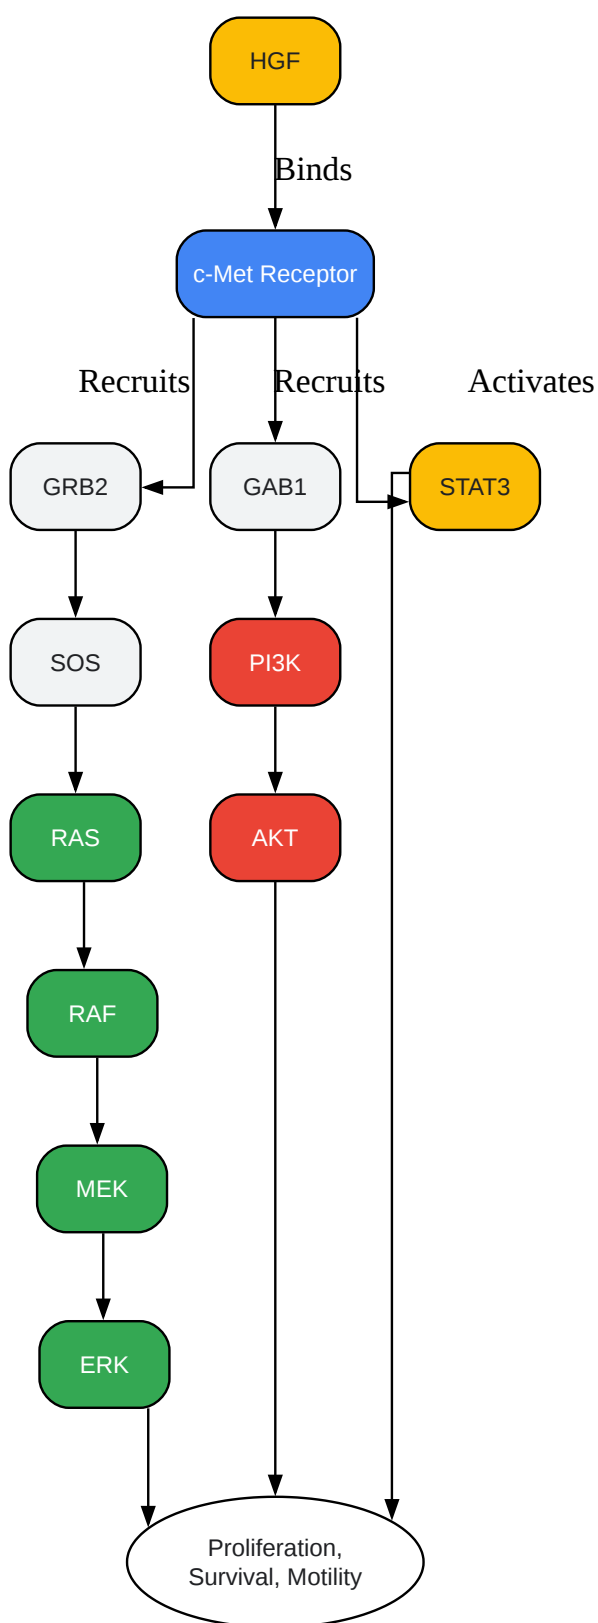 HGF
Binds
c-Met Receptor
Recruits
Recruits
Activates
GRB2
GAB1
STAT3
SOS
PI3K
RAS
AKT
RAF
MEK
ERK
Proliferation,
Survival, Motility